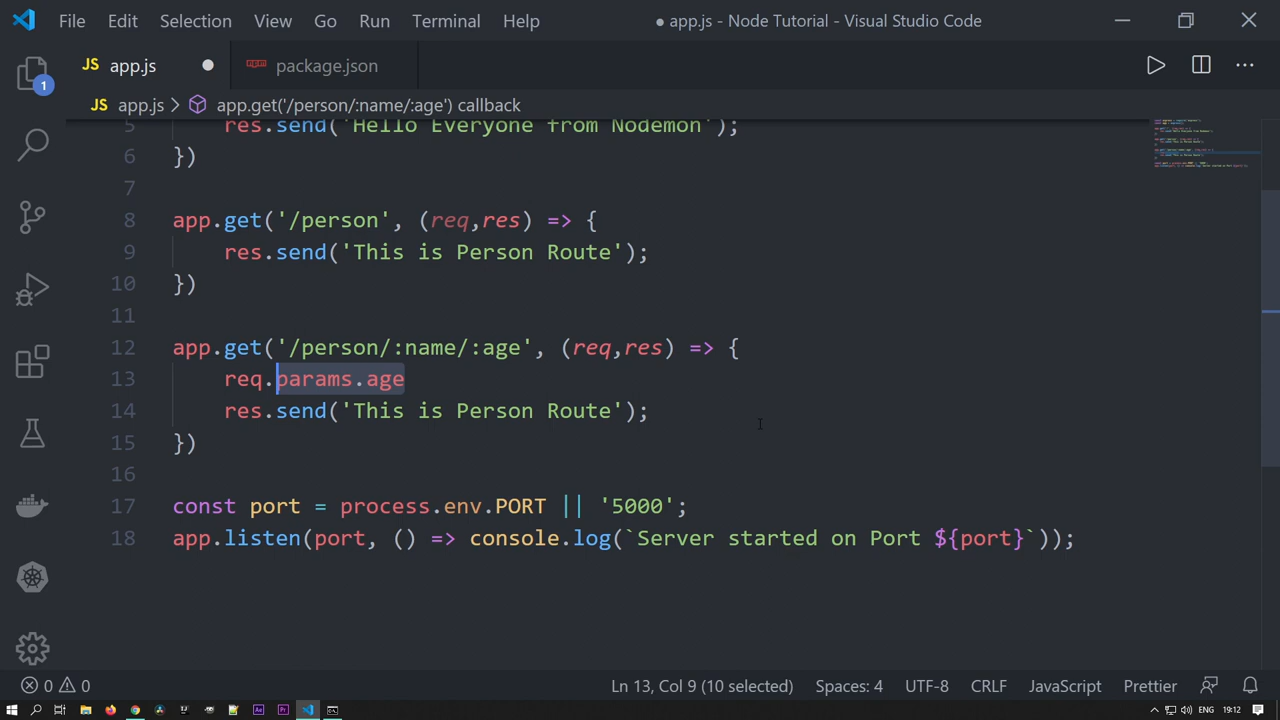 File Edit Selection View Go Run Terminal Help ● app.js - Node Tutorial - Visual Studio Code
JS app.js ● package.json
1
JS app.js > app.get('/person/:name/:age') callback
5 res.send('Hello Everyone from Nodemon');
6 })
7
8 app.get('/person', (req,res) => {
9 res.send('This is Person Route');
10 })
11
12 app.get('/person/:name/:age', (req,res) => {
13 req.params.age
14 res.send('This is Person Route');
15 })
16
17 const port = process.env.PORT || '5000';
18 app.listen(port, () => console.log(`Server started on Port ${port}`));
0 0 Ln 13, Col 9 (10 selected) Spaces: 4 UTF-8 CRLF JavaScript Prettier
ENG 19:12